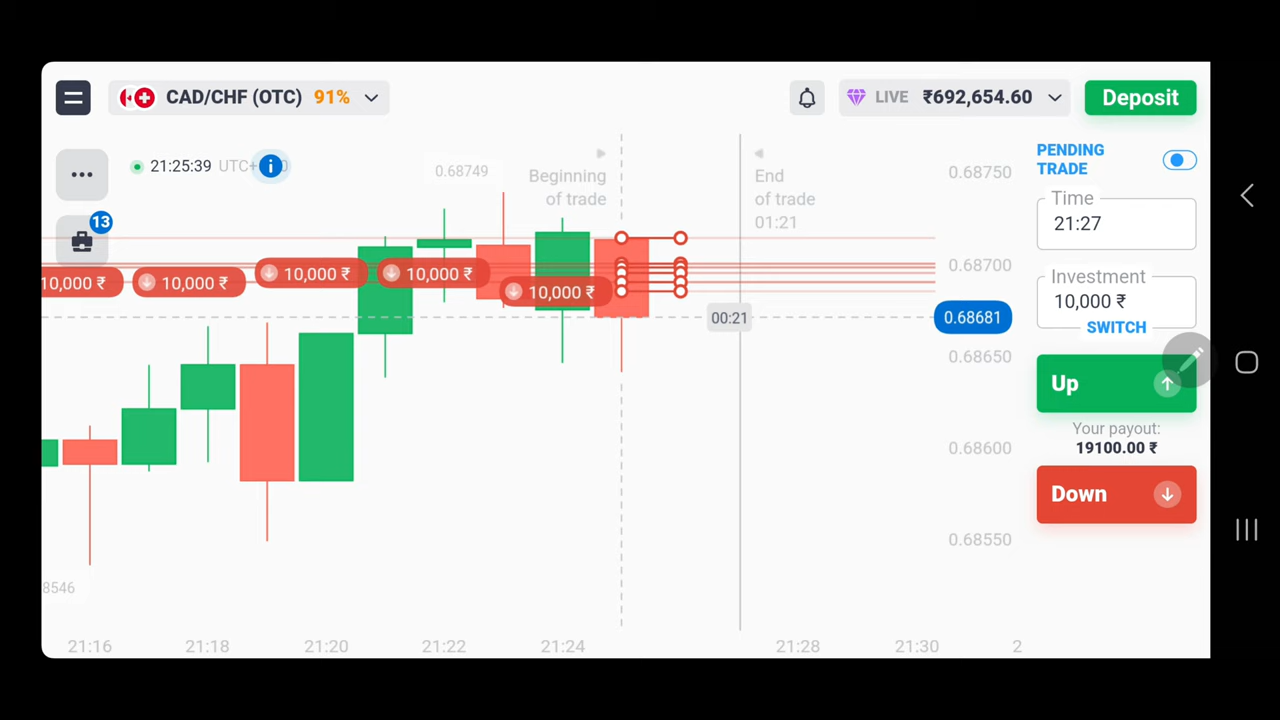 CAD/CHF (OTC) 91%
LIVE ₹692,654.60
Deposit
21:25:39 UTC+
13
0.68749
Beginning
of trade
End
of trade
01:21
0.68750
0.68700
0.68681
0.68650
0.68600
0.68550
10,000 ₹
10,000 ₹
10,000 ₹
10,000 ₹
10,000 ₹
00:21
8546
21:16 21:18 21:20 21:22 21:24 21:28 21:30 2
PENDING
TRADE
Time
21:27
Investment
10,000 ₹
SWITCH
Up
Your payout:
19100.00 ₹
Down